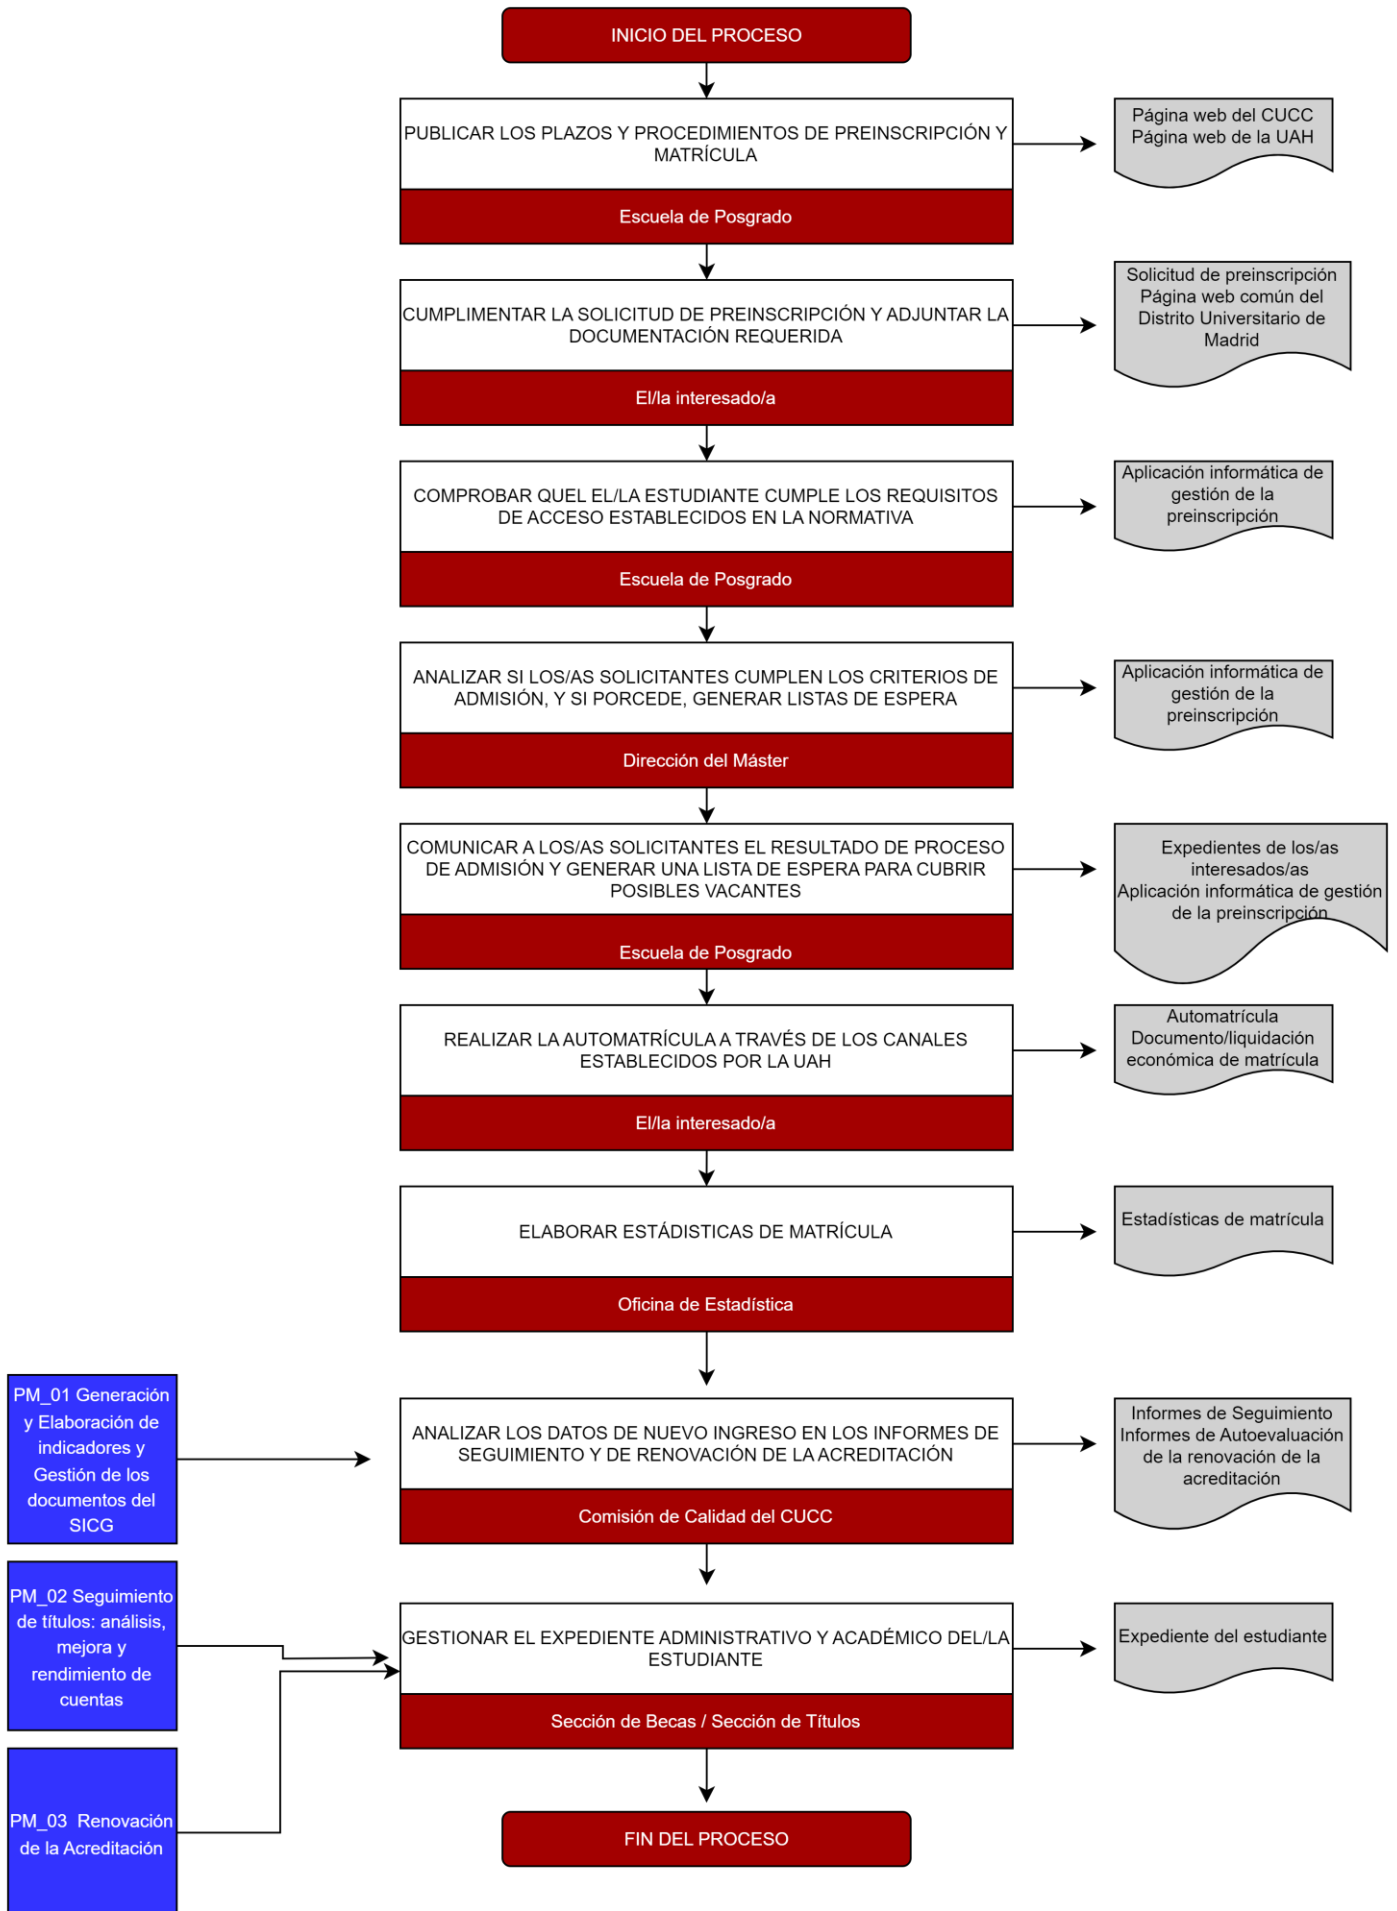 INICIO DEL PROCESO
PUBLICAR LOS PLAZOS Y PROCEDIMIENTOS DE PREINSCRIPCIÓN Y
MATRÍCULA
Escuela de Posgrado
Página web del CUCC
Página web de la UAH
CUMPLIMENTAR LA SOLICITUD DE PREINSCRIPCIÓN Y ADJUNTAR LA
DOCUMENTACIÓN REQUERIDA
El/la interesado/a
Solicitud de preinscripción
Página web común del
Distrito Universitario de
Madrid
COMPROBAR QUEL EL/LA ESTUDIANTE CUMPLE LOS REQUISITOS
DE ACCESO ESTABLECIDOS EN LA NORMATIVA
Escuela de Posgrado
Aplicación informática de
gestión de la
preinscripción
ANALIZAR SI LOS/AS SOLICITANTES CUMPLEN LOS CRITERIOS DE
ADMISIÓN, Y SI PORCEDE, GENERAR LISTAS DE ESPERA
Dirección del Máster
Aplicación informática de
gestión de la
preinscripción
COMUNICAR A LOS/AS SOLICITANTES EL RESULTADO DE PROCESO
DE ADMISIÓN Y GENERAR UNA LISTA DE ESPERA PARA CUBRIR
POSIBLES VACANTES
Escuela de Posgrado
Expedientes de los/as
interesados/as
Aplicación informática de gestión
de la preinscripción
REALIZAR LA AUTOMATRÍCULA A TRAVÉS DE LOS CANALES
ESTABLECIDOS POR LA UAH
El/la interesado/a
Automatrícula
Documento/liquidación
económica de matrícula
ELABORAR ESTÁDISTICAS DE MATRÍCULA
Oficina de Estadística
Estadísticas de matrícula
PM_01 Generación
y Elaboración de
indicadores y
Gestión de los
documentos del
SICG
ANALIZAR LOS DATOS DE NUEVO INGRESO EN LOS INFORMES DE
SEGUIMIENTO Y DE RENOVACIÓN DE LA ACREDITACIÓN
Comisión de Calidad del CUCC
Informes de Seguimiento
Informes de Autoevaluación
de la renovación de la
acreditación
PM_02 Seguimiento
de títulos: análisis,
mejora y
rendimiento de
cuentas
GESTIONAR EL EXPEDIENTE ADMINISTRATIVO Y ACADÉMICO DEL/LA
ESTUDIANTE
Sección de Becas / Sección de Títulos
Expediente del estudiante
PM_03 Renovación
de la Acreditación
FIN DEL PROCESO